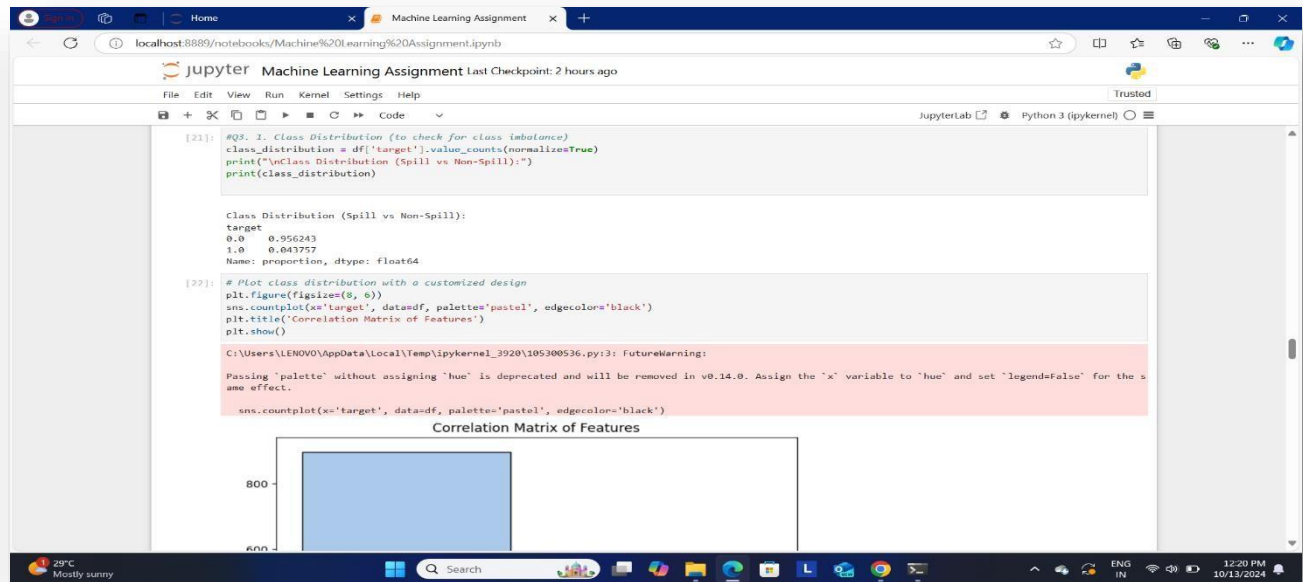 Sign in
Home
Machine Learning Assignment
localhost:8889/notebooks/Machine%20Learning%20Assignment.ipynb
jupyter Machine Learning Assignment Last Checkpoint: 2 hours ago
File Edit View Run Kernel Settings Help
Trusted
Code
JupyterLab
Python 3 (ipykernel)
[21]: #Q3. 1. Class Distribution (to check for class imbalance)
class_distribution = df['target'].value_counts(normalize=True)
print("\nClass Distribution (Spill vs Non-Spill):")
print(class_distribution)
Class Distribution (Spill vs Non-Spill):
target
0.0 0.956243
1.0 0.043757
Name: proportion, dtype: float64
[22]: # Plot class distribution with a customized design
plt.figure(figsize=(8, 6))
sns.countplot(x='target', data=df, palette='pastel', edgecolor='black')
plt.title('Correlation Matrix of Features')
plt.show()
C:\Users\LENOVO\AppData\Local\Temp\ipykernel_3920\105300536.py:3: FutureWarning:
Passing `palette` without assigning `hue` is deprecated and will be removed in v0.14.0. Assign the `x` variable to `hue` and set `legend=False` for the s
ame effect.
sns.countplot(x='target', data=df, palette='pastel', edgecolor='black')
Correlation Matrix of Features
800
600
1
29°C
Mostly sunny
Search
L
ENG
IN
12:20 PM
10/13/2024